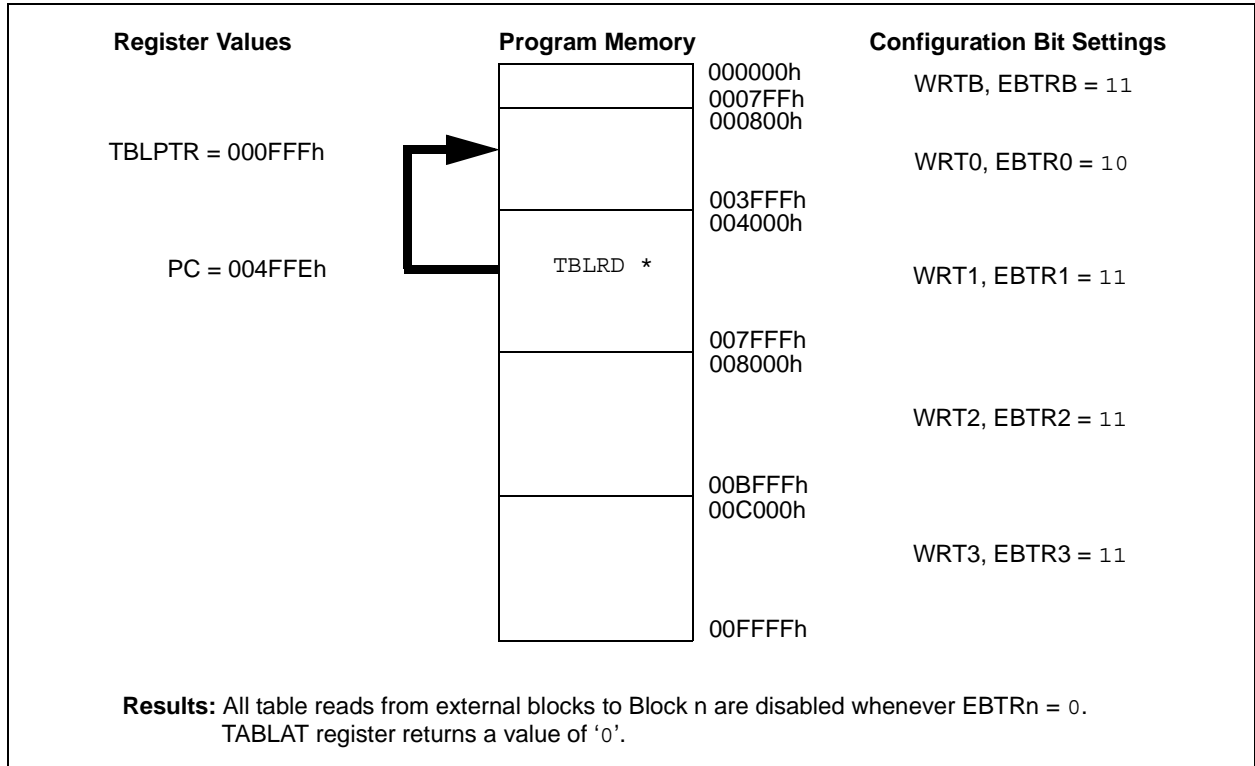 Register Values
Program Memory
Configuration Bit Settings
000000h
WRTB, EBTRB = 11
0007FFh
000800h
TBLPTR = 000FFFh
WRT0, EBTR0 = 10
003FFFh
004000h
PC = 004FFEh
TBLRD *
WRT1, EBTR1 = 11
007FFFh
008000h
WRT2, EBTR2 = 11
00BFFFh
00C000h
WRT3, EBTR3 = 11
00FFFFh
Results: All table reads from external blocks to Block n are disabled whenever EBTRn = 0.
TABLAT register returns a value of ‘0’.